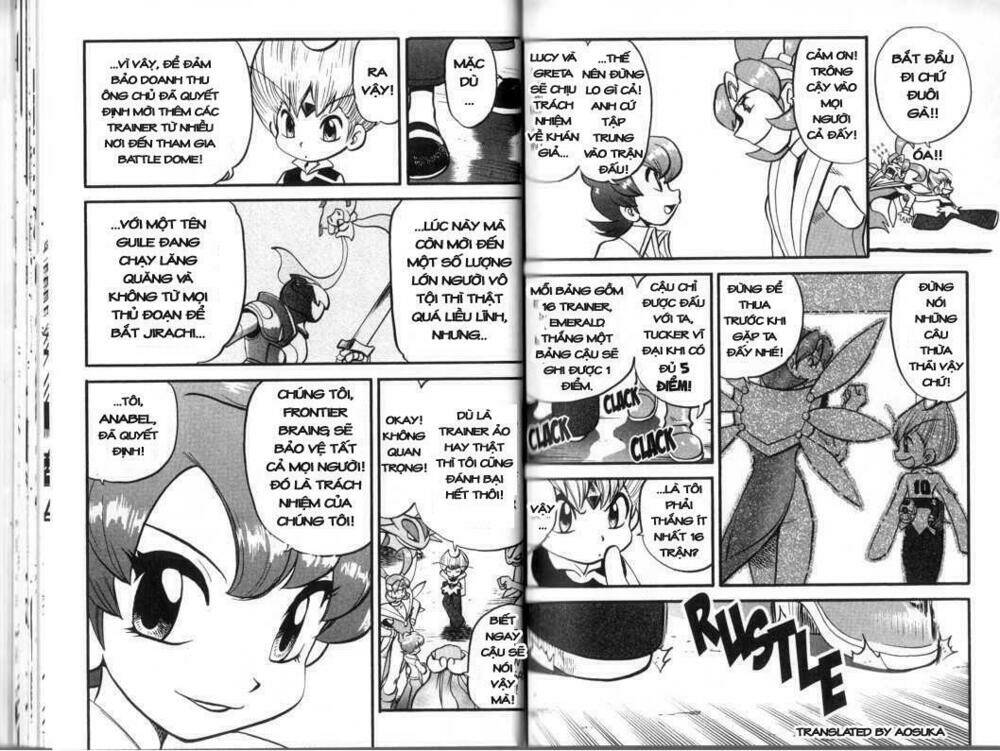 BẮT ĐẦU
ĐI CHỨ
ĐUÔI
GÀ!!
ÓA!!
CẢM ƠN!
TRÔNG
CẬY VÀO
MỌI
NGƯỜI
CẢ ĐẤY!
...THẾ
NÊN ĐỪNG
LO GÌ CẢ!
ANH CỨ
TẬP
TRUNG
VÀO TRẬN
ĐẤU!
LUCY VÀ
GRETA
SẼ CHỊU
TRÁCH
NHIỆM
VỀ KHÁN
GIẢ...
ĐỪNG
NÓI
NHỮNG
CÂU
THỪA
THÃI VẬY
CHỨ!
ĐỪNG ĐỂ
THUA
TRƯỚC KHI
GẶP TA
ĐẤY NHÉ!
10
CẬU CHỈ
ĐƯỢC ĐẤU
VỚI TA,
TUCKER VĨ
ĐẠI KHI CÓ
ĐỦ 5
ĐIỂM!
MỖI BẢNG GỒM
16 TRAINER,
EMERALD,
THẮNG MỘT
BẢNG CẬU SẼ
GHI ĐƯỢC 1
ĐIỂM.
CLACK
CLACK
CLACK
...LÀ TÔI
PHẢI
THẮNG ÍT
NHẤT 16
TRẬN?
VẬY
...
RUSTLE
TRANSLATED BY AOSUKA
MẶC
DÙ
...
RA
VẬY!
...VÌ VẬY, ĐỂ ĐẢM
BẢO DOANH THU
ÔNG CHỦ ĐÃ QUYẾT
ĐỊNH MỜI THÊM CÁC
TRAINER TỪ NHIỀU
NƠI ĐẾN THAM GIA
BATTLE DOME!
...LÚC NÀY MÀ
CÒN MỜI ĐẾN
MỘT SỐ LƯỢNG
LỚN NGƯỜI VÔ
TỘI THÌ THẬT
QUÁ LIỀU LĨNH,
NHƯNG..
...VỚI MỘT TÊN
GUILE ĐANG
CHẠY LĂNG
QUĂNG VÀ
KHÔNG TỪ MỌI
THỦ ĐOẠN ĐỂ
BẮT JIRACHI...
DÙ LÀ
TRAINER ẢO
HAY THẬT
THÌ TÔI CŨNG
ĐÁNH BẠI
HẾT THÔI!
OKAY!
KHÔNG
QUAN
TRỌNG!
BIẾT
NGAY
CẬU SẼ
NÓI
VẬY
MÀ!
CHÚNG TÔI,
FRONTIER
BRAINS, SẼ
BẢO VỆ TẤT
CẢ MỌI NGƯỜI!
ĐÓ LÀ TRÁCH
NHIỆM CỦA
CHÚNG TÔI!
...TÔI,
ANABEL,
ĐÃ QUYẾT
ĐỊNH!